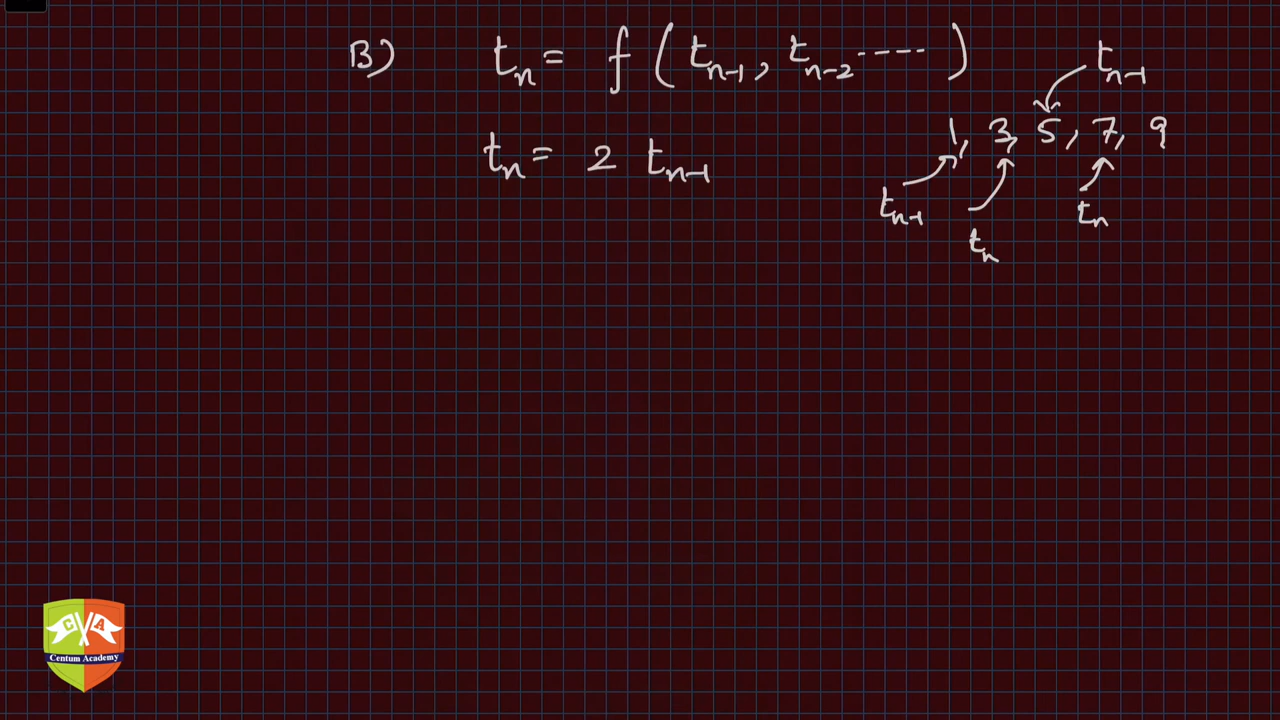 B) tₙ = f ( tₙ₋₁, tₙ₋₂ ----- )
tₙ₋₁
1, 3, 5, 7, 9
tₙ = 2 tₙ₋₁
tₙ₋₁
tₙ
tₙ
C A
Centum Academy